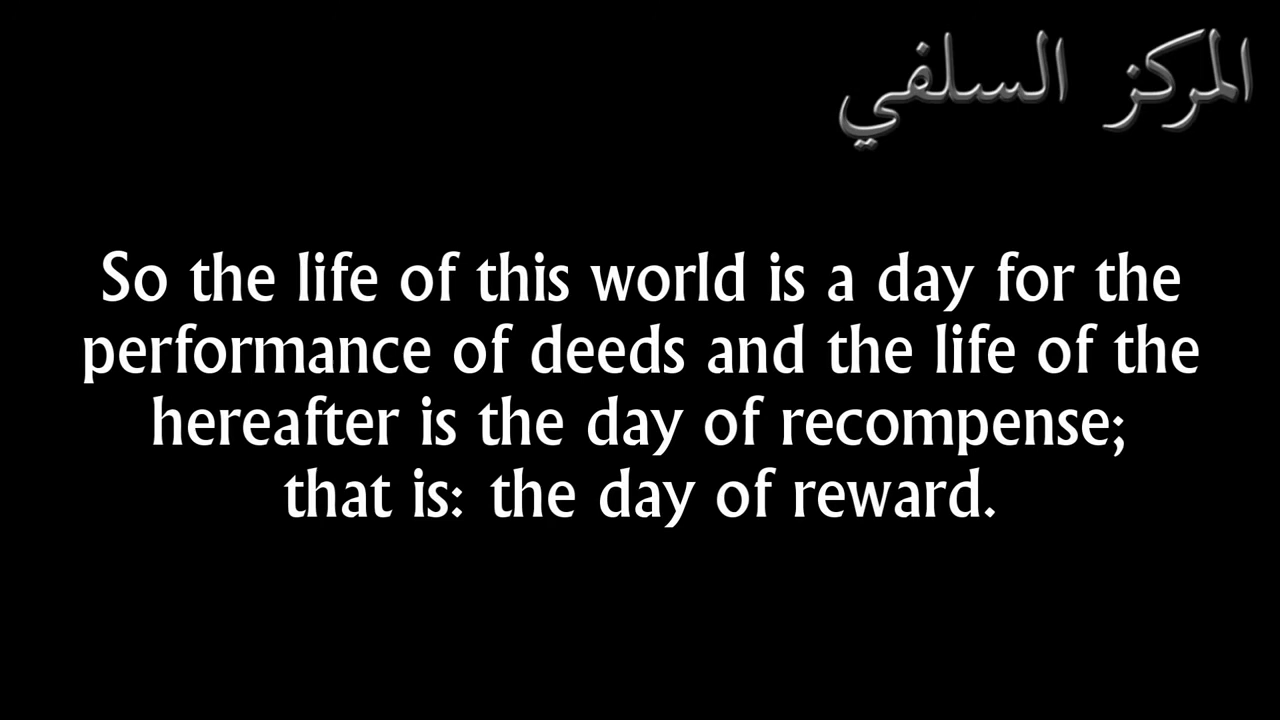 المركز السلفي
So the life of this world is a day for the
performance of deeds and the life of the
hereafter is the day of recompense;
that is: the day of reward.